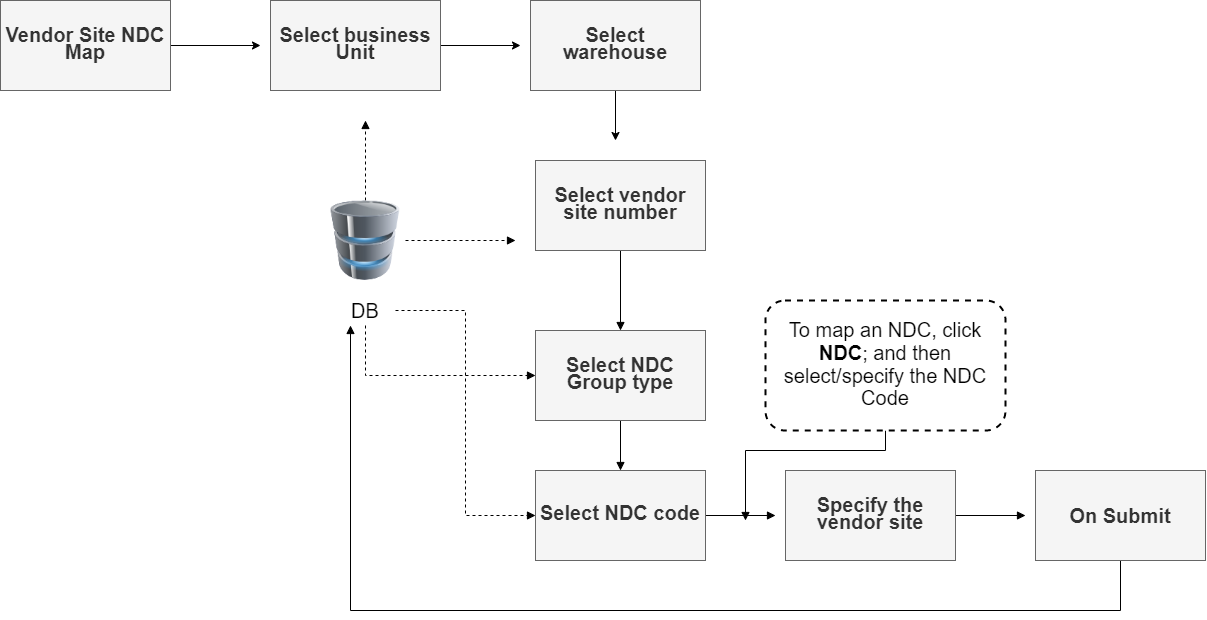 Vendor Site NDC
Map
Select business
Unit
Select
warehouse
Select vendor
site number
DB
Select NDC
Group type
To map an NDC, click
NDC; and then
select/specify the NDC
Code
Select NDC code
Specify the
vendor site
On Submit